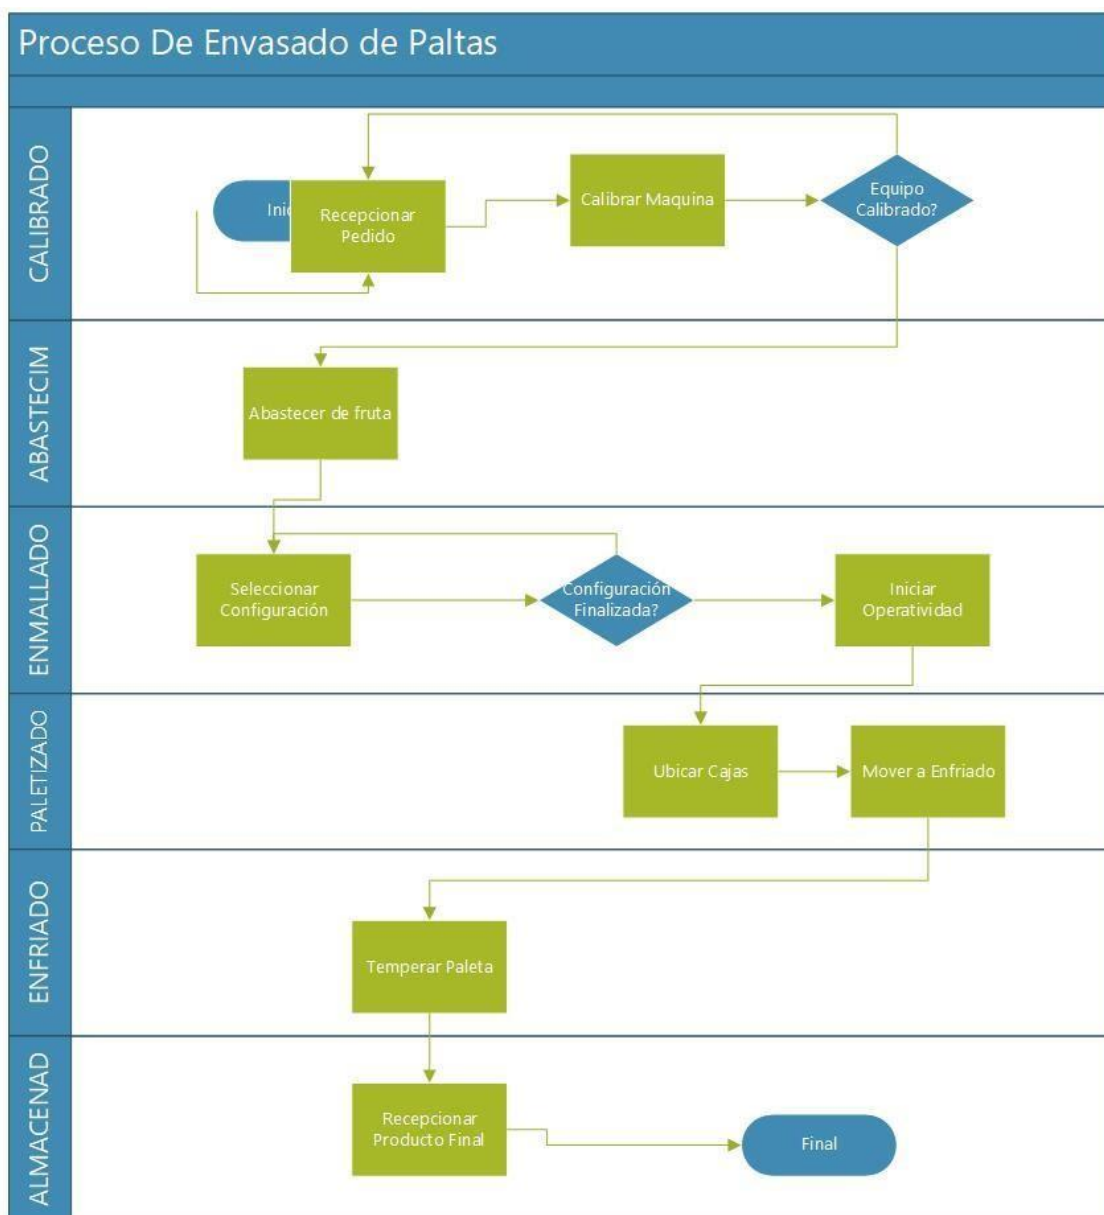 Proceso De Envasado de Paltas
CALIBRADO
Inic
Recepcionar
Pedido
Calibrar Maquina
Equipo
Calibrado?
ABASTECIM
Abastecer de fruta
ENMALLADO
Seleccionar
Configuración
Configuración
Finalizada?
Iniciar
Operatividad
PALETIZADO
Ubicar Cajas
Mover a Enfriado
ENFRIADO
Temperar Paleta
ALMACENAD
Recepcionar
Producto Final
Final